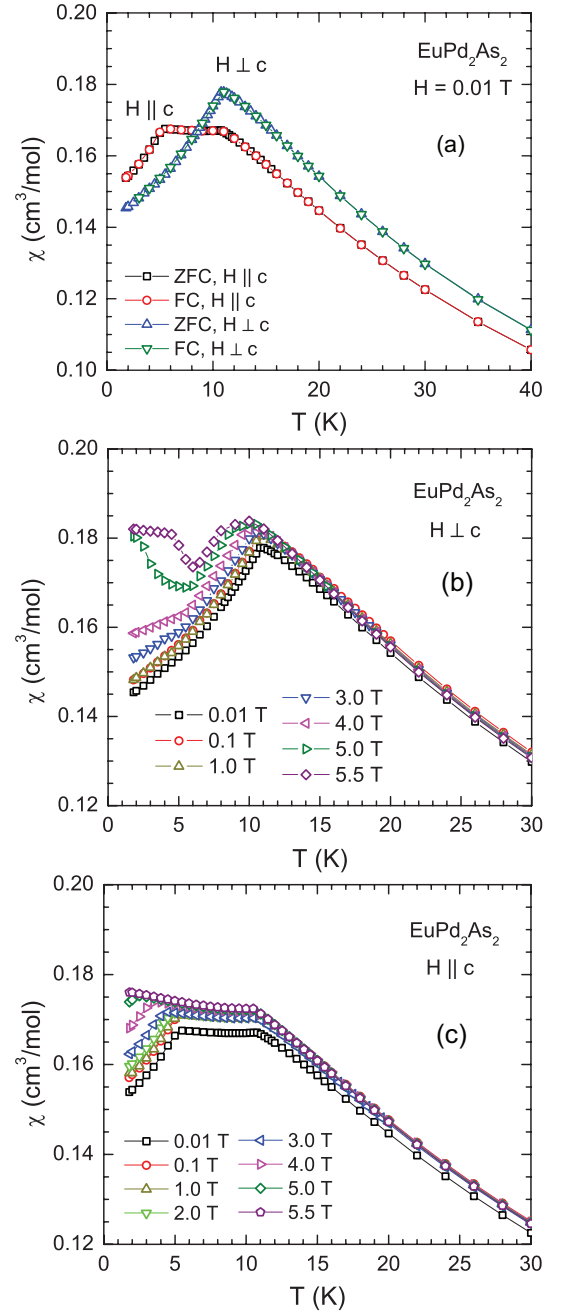 0.20
EuPd₂As₂
H ⊥ c
H = 0.01 T
0.18
H || c
(a)
0.16
χ (cm³/mol)
0.14
ZFC, H || c
FC, H || c
0.12
ZFC, H ⊥ c
FC, H ⊥ c
0.10
0 10 20 30 40
T (K)
0.20
EuPd₂As₂
H ⊥ c
0.18
(b)
χ (cm³/mol)
0.16
3.0 T
0.01 T
4.0 T
0.14
0.1 T
5.0 T
1.0 T
5.5 T
0.12
0 5 10 15 20 25 30
T (K)
0.20
EuPd₂As₂
H || c
0.18
(c)
χ (cm³/mol)
0.16
0.14
0.01 T 3.0 T
0.1 T 4.0 T
1.0 T 5.0 T
2.0 T 5.5 T
0.12
0 5 10 15 20 25 30
T (K)